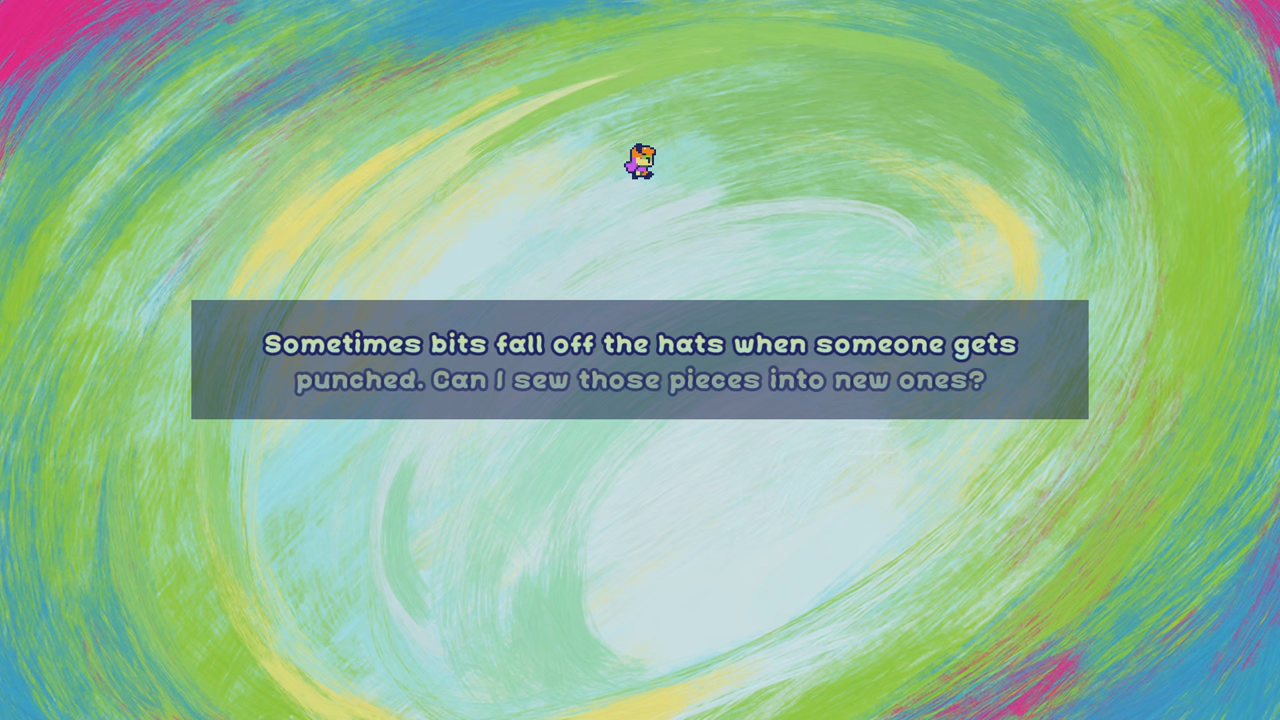 Sometimes bits fall off the hats when someone gets
punched. Can I sew those pieces into new ones?